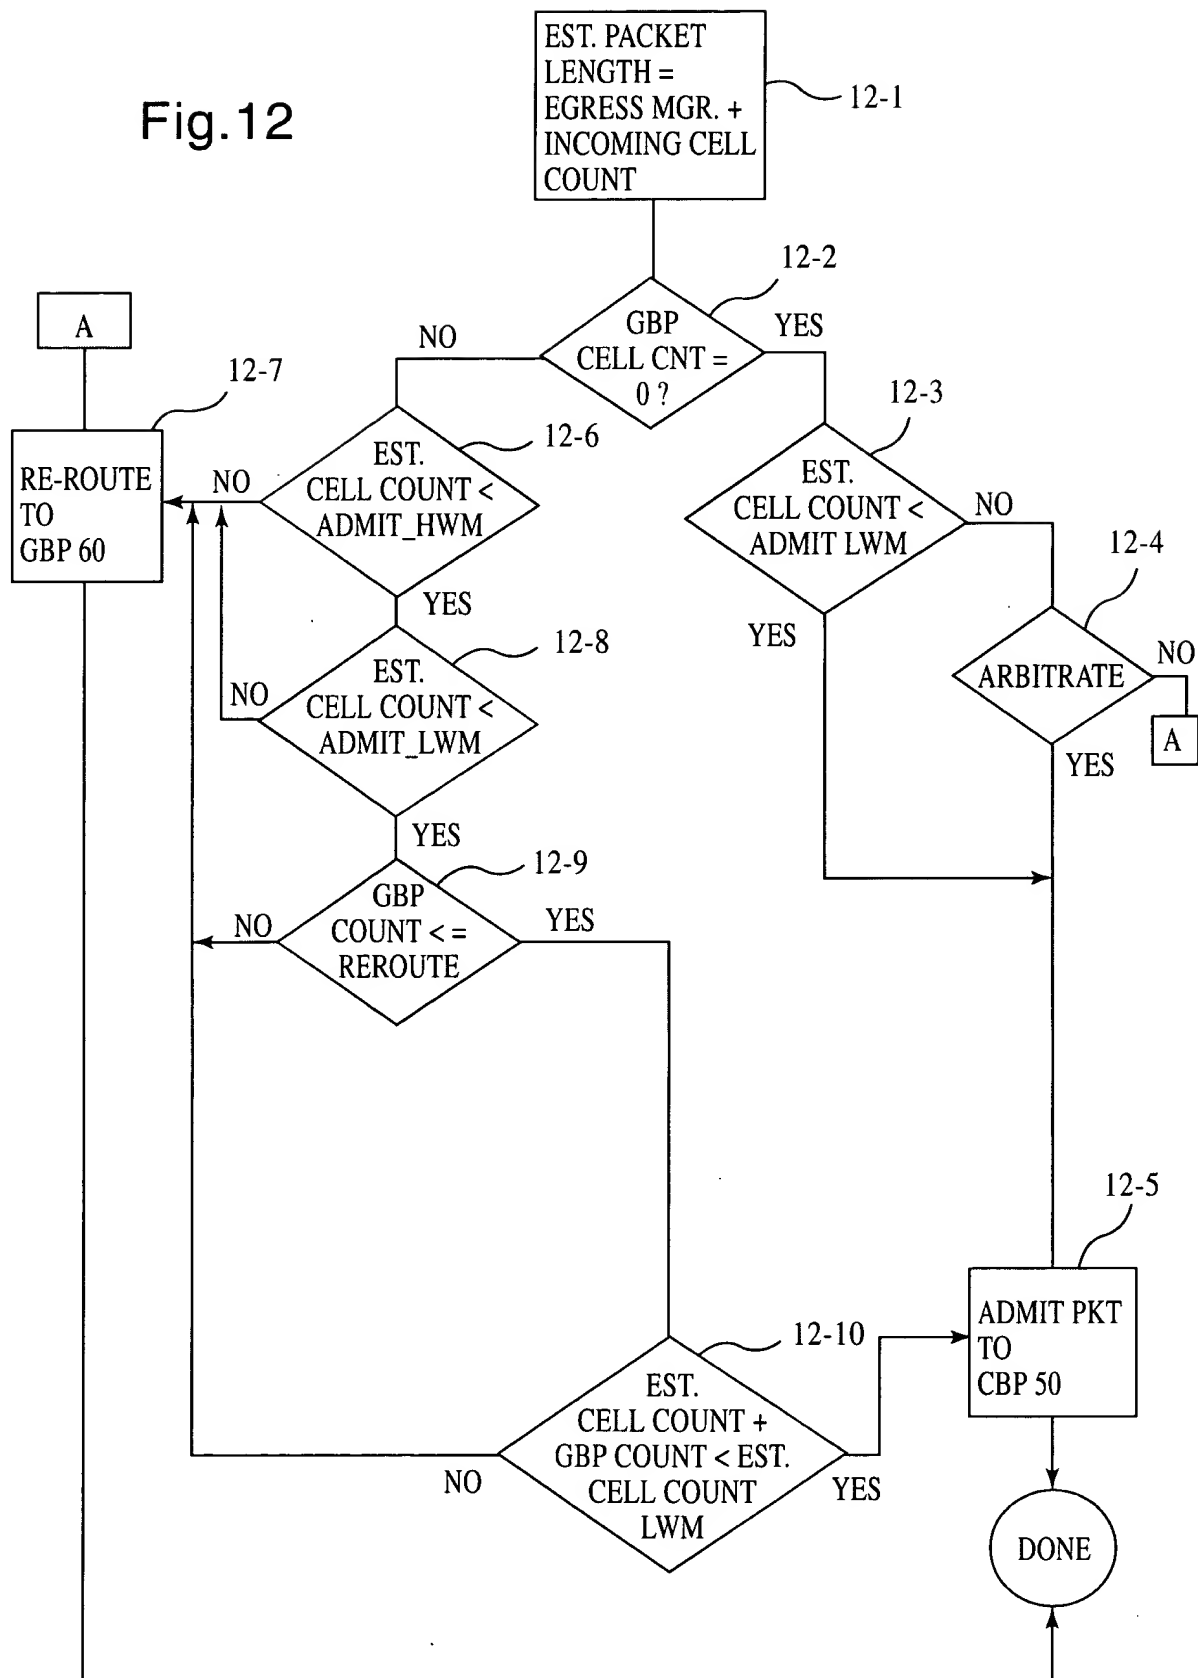 EST. PACKET
LENGTH =
EGRESS MGR. +
INCOMING CELL
COUNT
12-1
Fig.12
12-2
GBP
CELL CNT =
0 ?
NO
YES
A
12-7
RE-ROUTE
TO
GBP 60
12-6
EST.
CELL COUNT <
ADMIT_HWM
NO
YES
12-3
EST.
CELL COUNT <
ADMIT LWM
NO
YES
12-4
ARBITRATE
NO
A
YES
12-8
EST.
CELL COUNT <
ADMIT_LWM
NO
YES
12-9
GBP
COUNT < =
REROUTE
NO
YES
12-5
ADMIT PKT
TO
CBP 50
12-10
EST.
CELL COUNT +
GBP COUNT < EST.
CELL COUNT
LWM
NO
YES
DONE